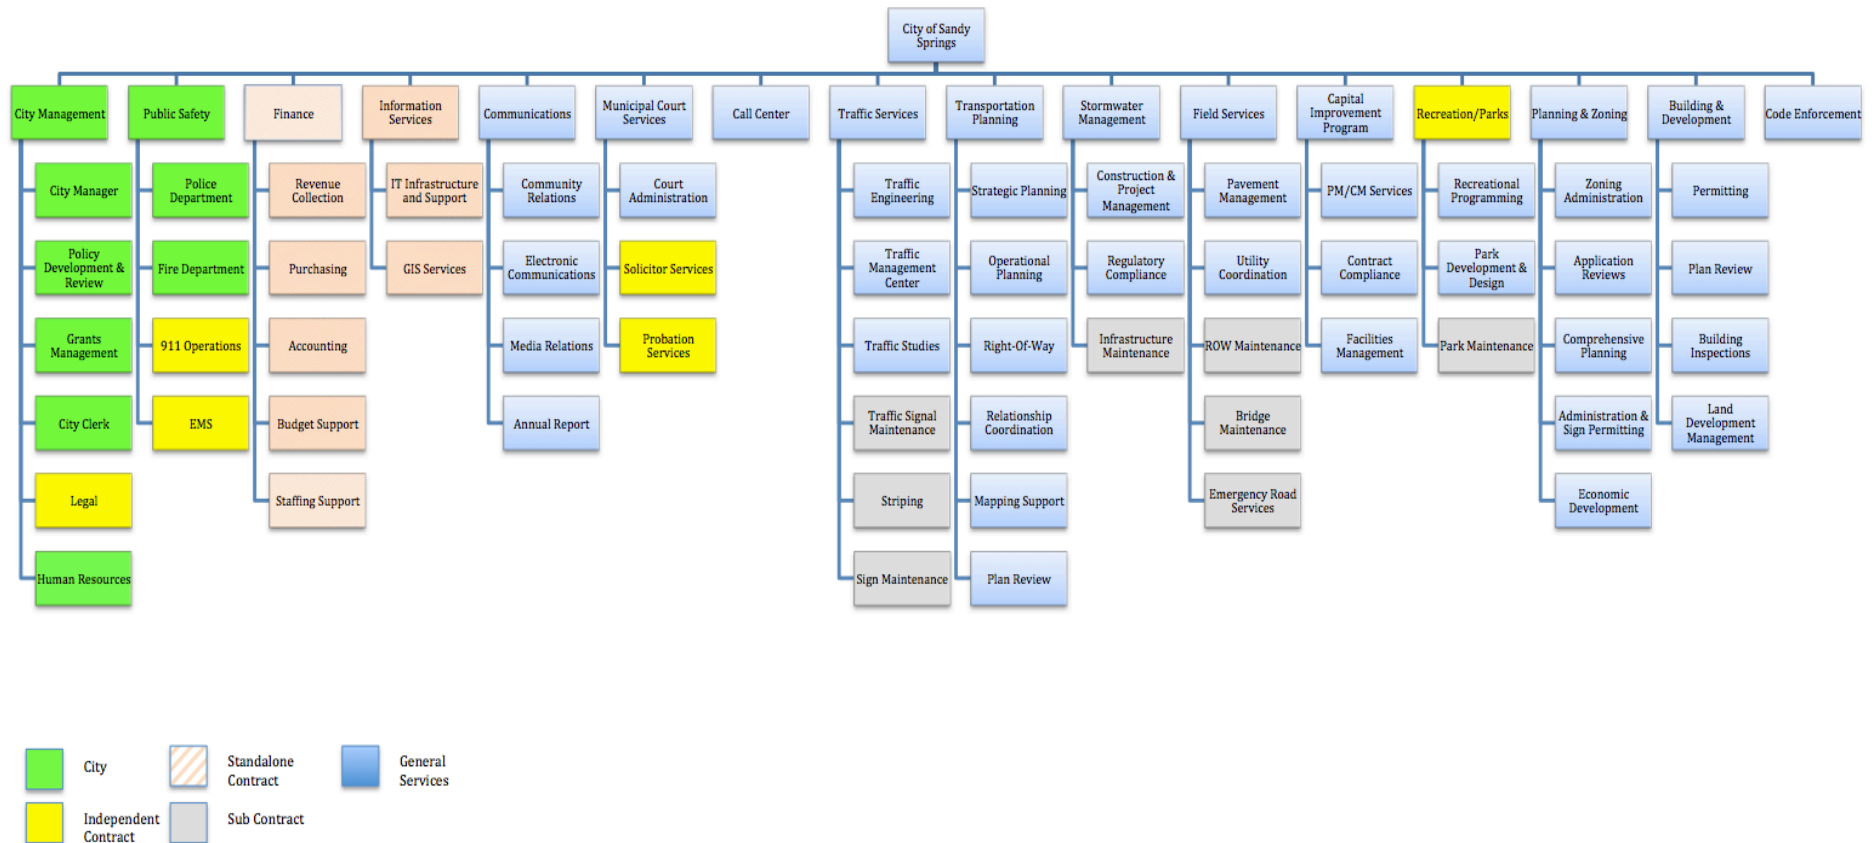 City of Sandy
Springs
City Management
Public Safety
Finance
Information
Services
Communications
Municipal Court
Services
Call Center
Traffic Services
Transportation
Planning
Stormwater
Management
Field Services
Capital
Improvement
Program
Recreation/Parks
Planning & Zoning
Building &
Development
Code Enforcement
City Manager
Policy
Development &
Review
Grants
Management
City Clerk
Legal
Human Resources
Police
Department
Fire Department
911 Operations
EMS
Revenue
Collection
Purchasing
Accounting
Budget Support
Staffing Support
IT Infrastructure
and Support
GIS Services
Community
Relations
Electronic
Communications
Media Relations
Annual Report
Court
Administration
Solicitor Services
Probation
Services
Traffic
Engineering
Traffic
Management
Center
Traffic Studies
Traffic Signal
Maintenance
Striping
Sign Maintenance
Strategic Planning
Operational
Planning
Right-Of-Way
Relationship
Coordination
Mapping Support
Plan Review
Construction &
Project
Management
Regulatory
Compliance
Infrastructure
Maintenance
Pavement
Management
Utility
Coordination
ROW Maintenance
Bridge
Maintenance
Emergency Road
Services
PM/CM Services
Contract
Compliance
Facilities
Management
Recreational
Programming
Park
Development &
Design
Park Maintenance
Zoning
Administration
Application
Reviews
Comprehensive
Planning
Administration &
Sign Permitting
Economic
Development
Permitting
Plan Review
Building
Inspections
Land
Development
Management
City
Standalone
Contract
General
Services
Independent
Contract
Sub Contract